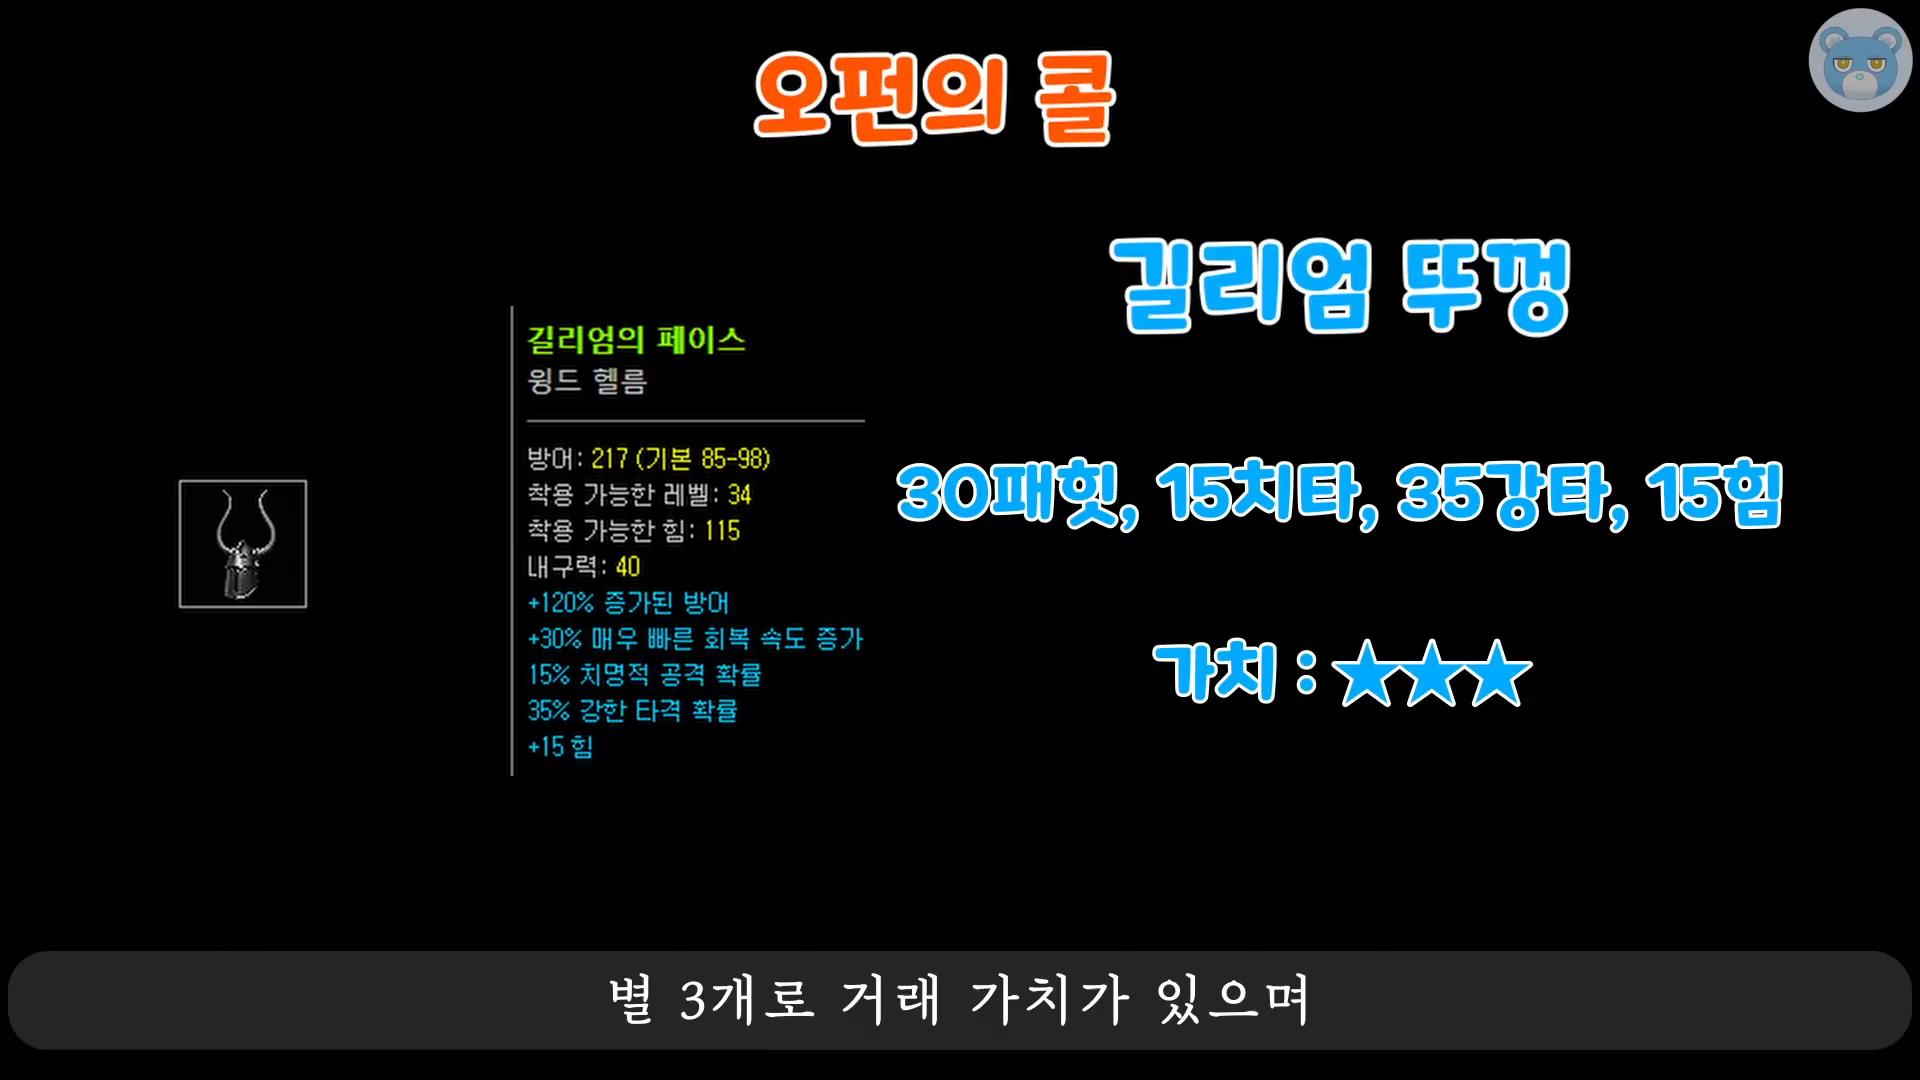 오펀의 콜
길리엄 뚜껑
길리엄의 페이스
윙드 헬름
방어: 217 (기본 85-98)
착용 가능한 레벨: 34
착용 가능한 힘: 115
내구력: 40
+120% 증가된 방어
+30% 매우 빠른 회복 속도 증가
15% 치명적 공격 확률
35% 강한 타격 확률
+15 힘
30패힛, 15치타, 35강타, 15힘
가치 : ★★★
별 3개로 거래 가치가 있으며